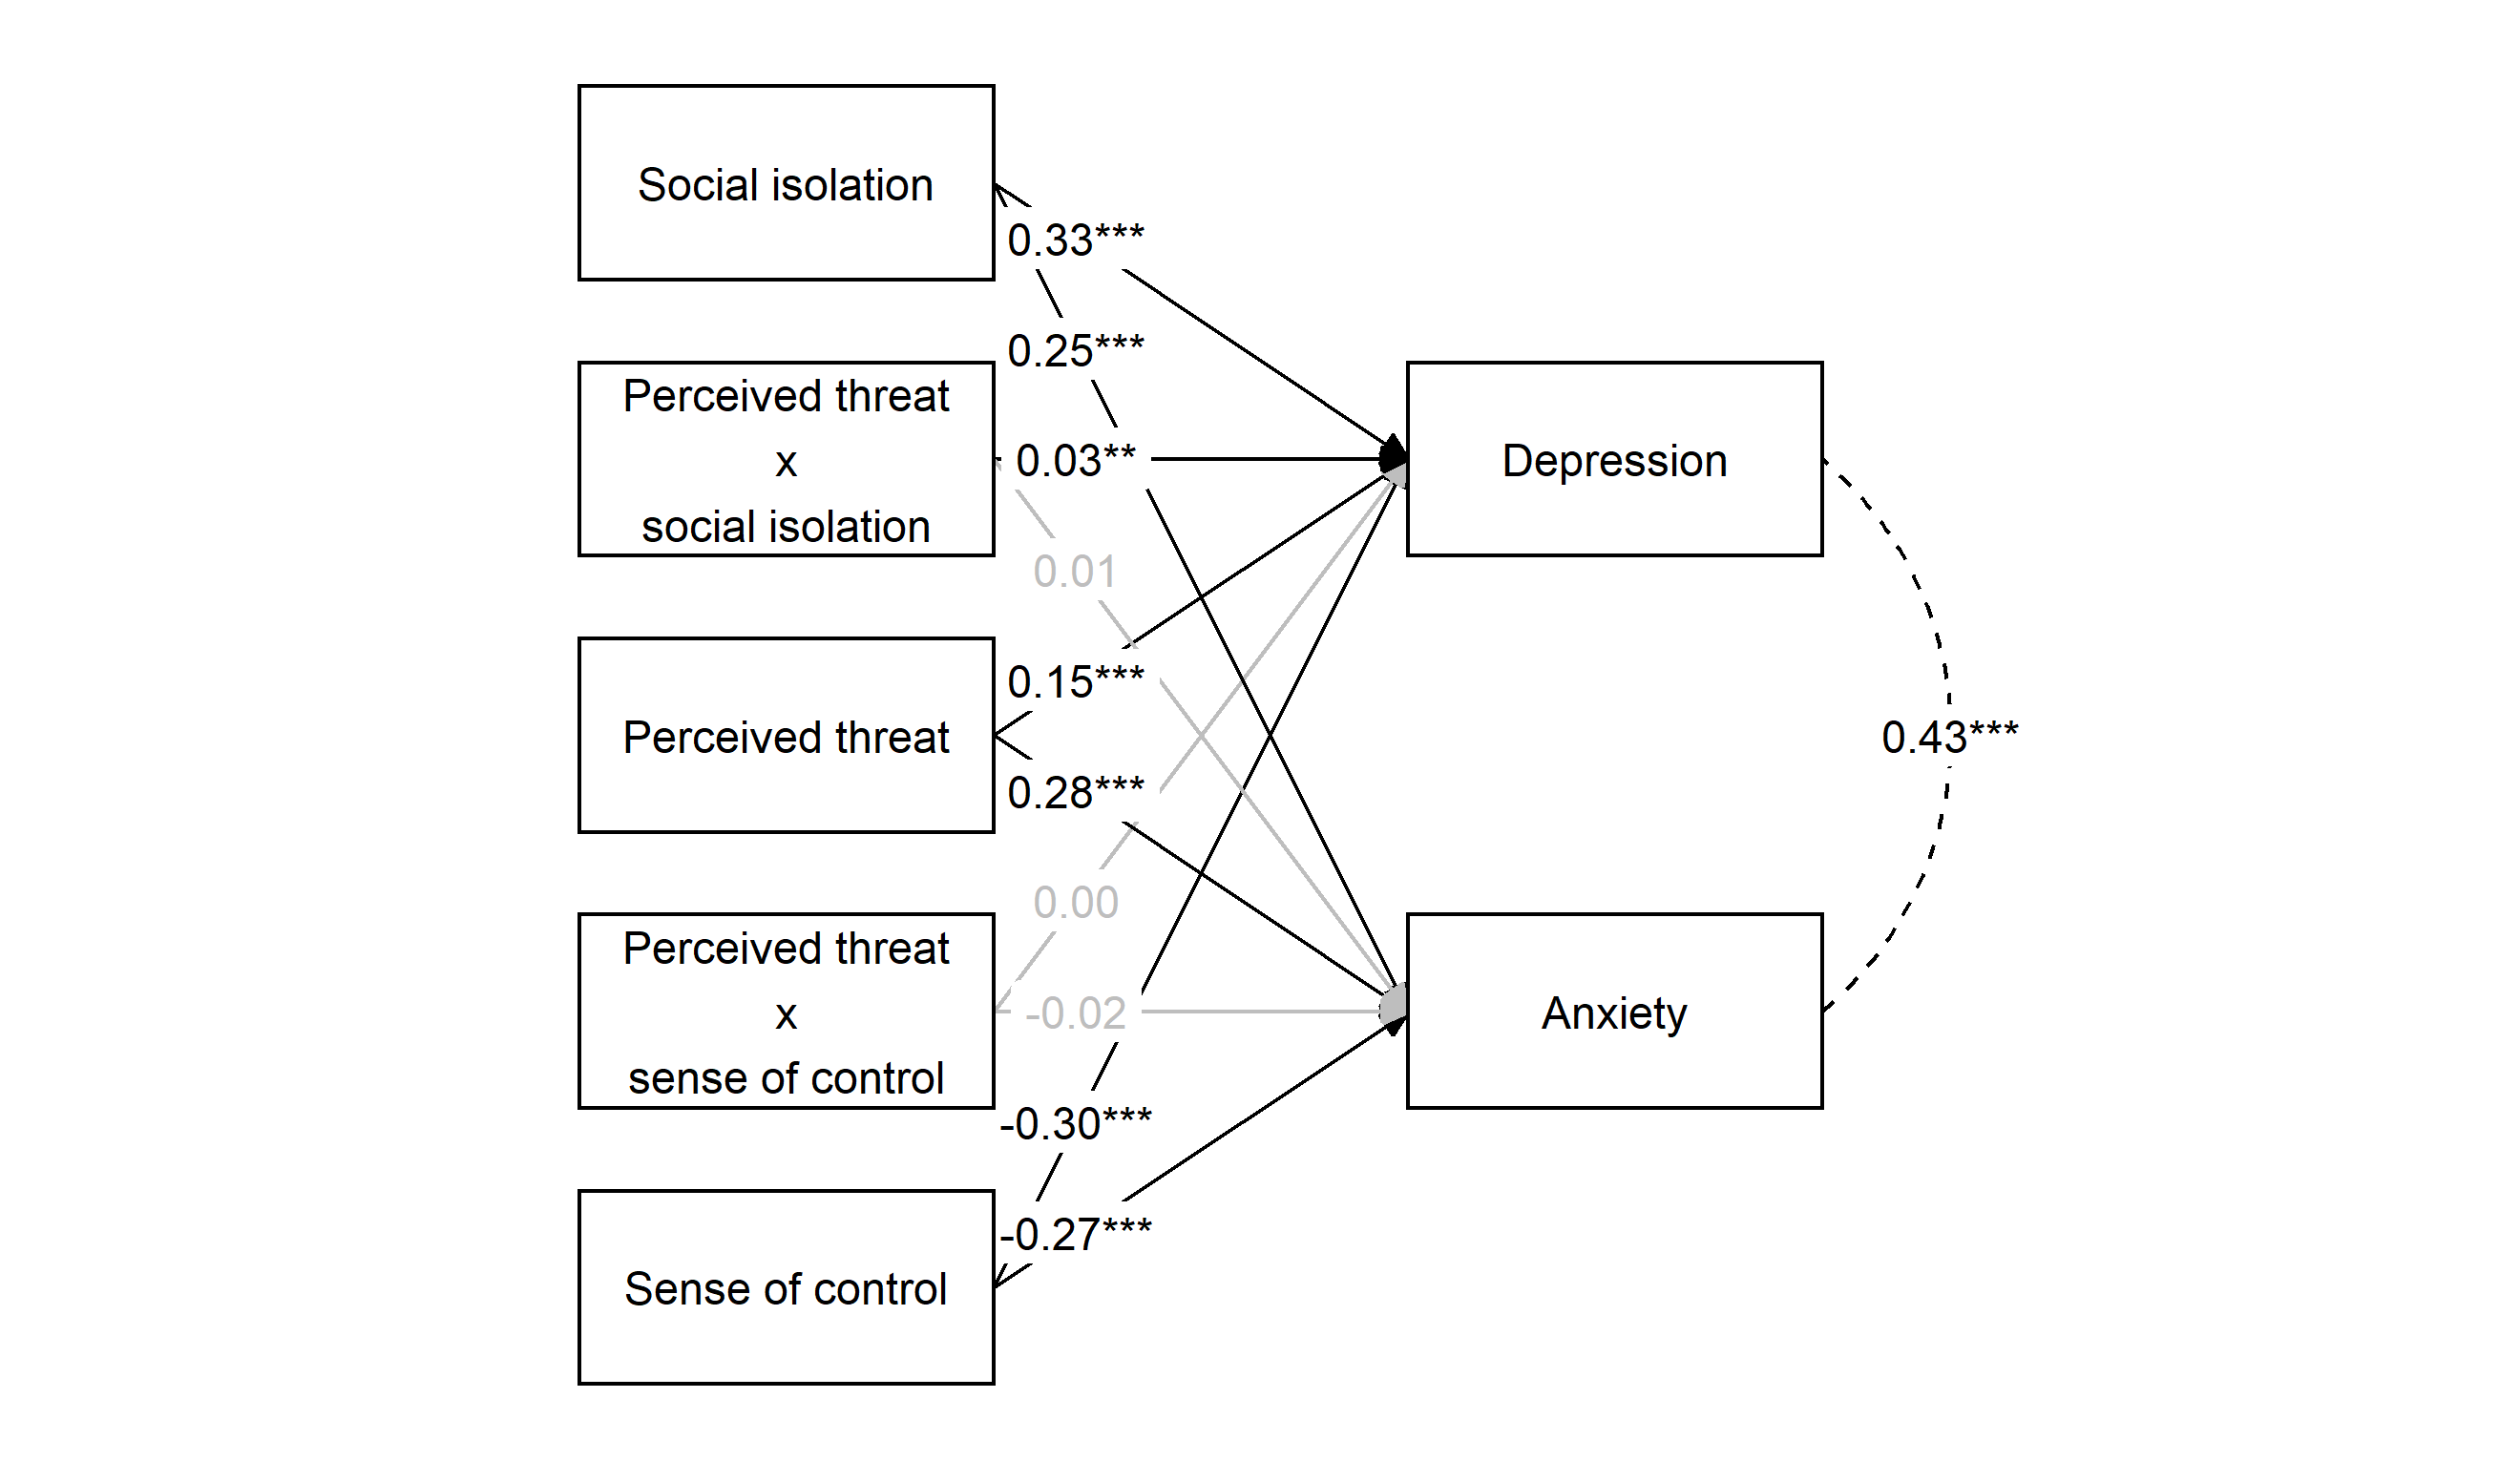 Social isolation
0.33***
0.25***
Perceived threat
x
social isolation
0.03**
0.01
Depression
Perceived threat
0.15***
0.28***
0.43***
Perceived threat
x
sense of control
0.00
-0.02
Anxiety
-0.30***
-0.27***
Sense of control